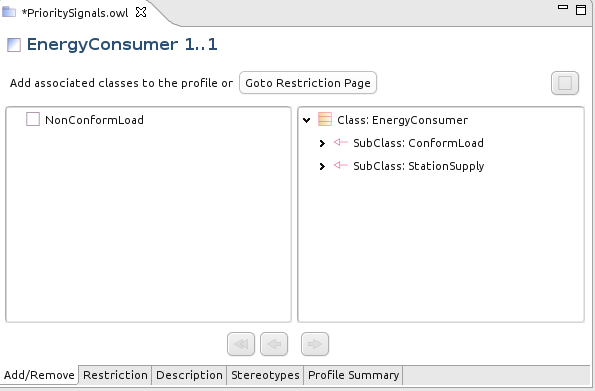 *PrioritySignals.owl
EnergyConsumer 1..1
Add associated classes to the profile or Goto Restriction Page
NonConformLoad
Class: EnergyConsumer
SubClass: ConformLoad
SubClass: StationSupply
Add/Remove Restriction Description Stereotypes Profile Summary